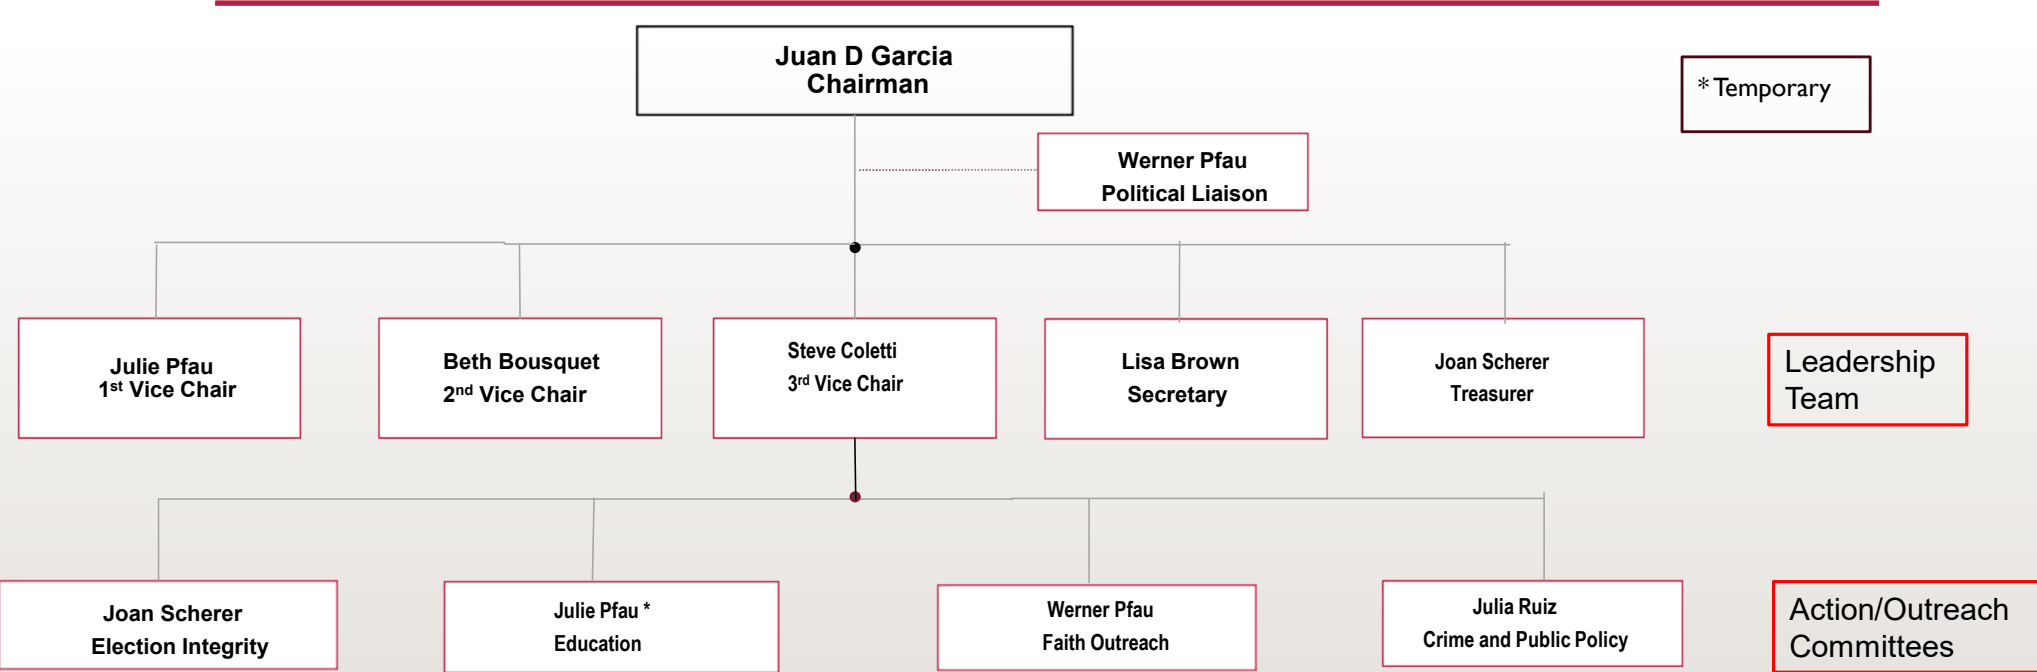 Juan D Garcia
Chairman
* Temporary
Werner Pfau
Political Liaison
Julie Pfau
1st Vice Chair
Beth Bousquet
2nd Vice Chair
Steve Coletti
3rd Vice Chair
Lisa Brown
Secretary
Joan Scherer
Treasurer
Leadership
Team
Joan Scherer
Election Integrity
Julie Pfau *
Education
Werner Pfau
Faith Outreach
Julia Ruiz
Crime and Public Policy
Action/Outreach
Committees